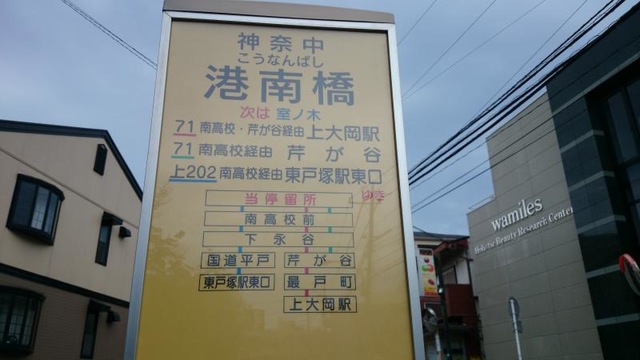 神奈中
こうなんばし
港南橋
次は 室ノ木
71 南高校・芹が谷経由 上大岡駅
71 南高校経由 芹が谷
上202 南高校経由 東戸塚駅東口
ゆき
当停留所
南高校前
下永谷
国道平戸 芹が谷
東戸塚駅東口 最戸町
上大岡駅
wamiles
Holistic Beauty Research Center